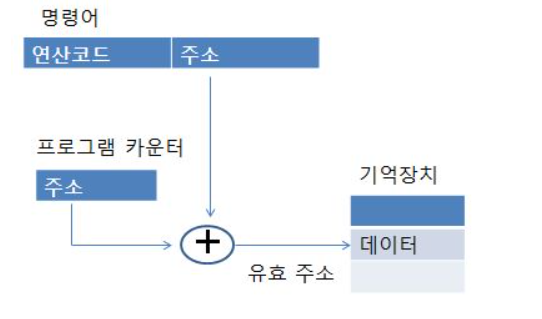 명령어
연산코드 주소
프로그램 카운터
주소
기억장치
+
데이터
유효 주소